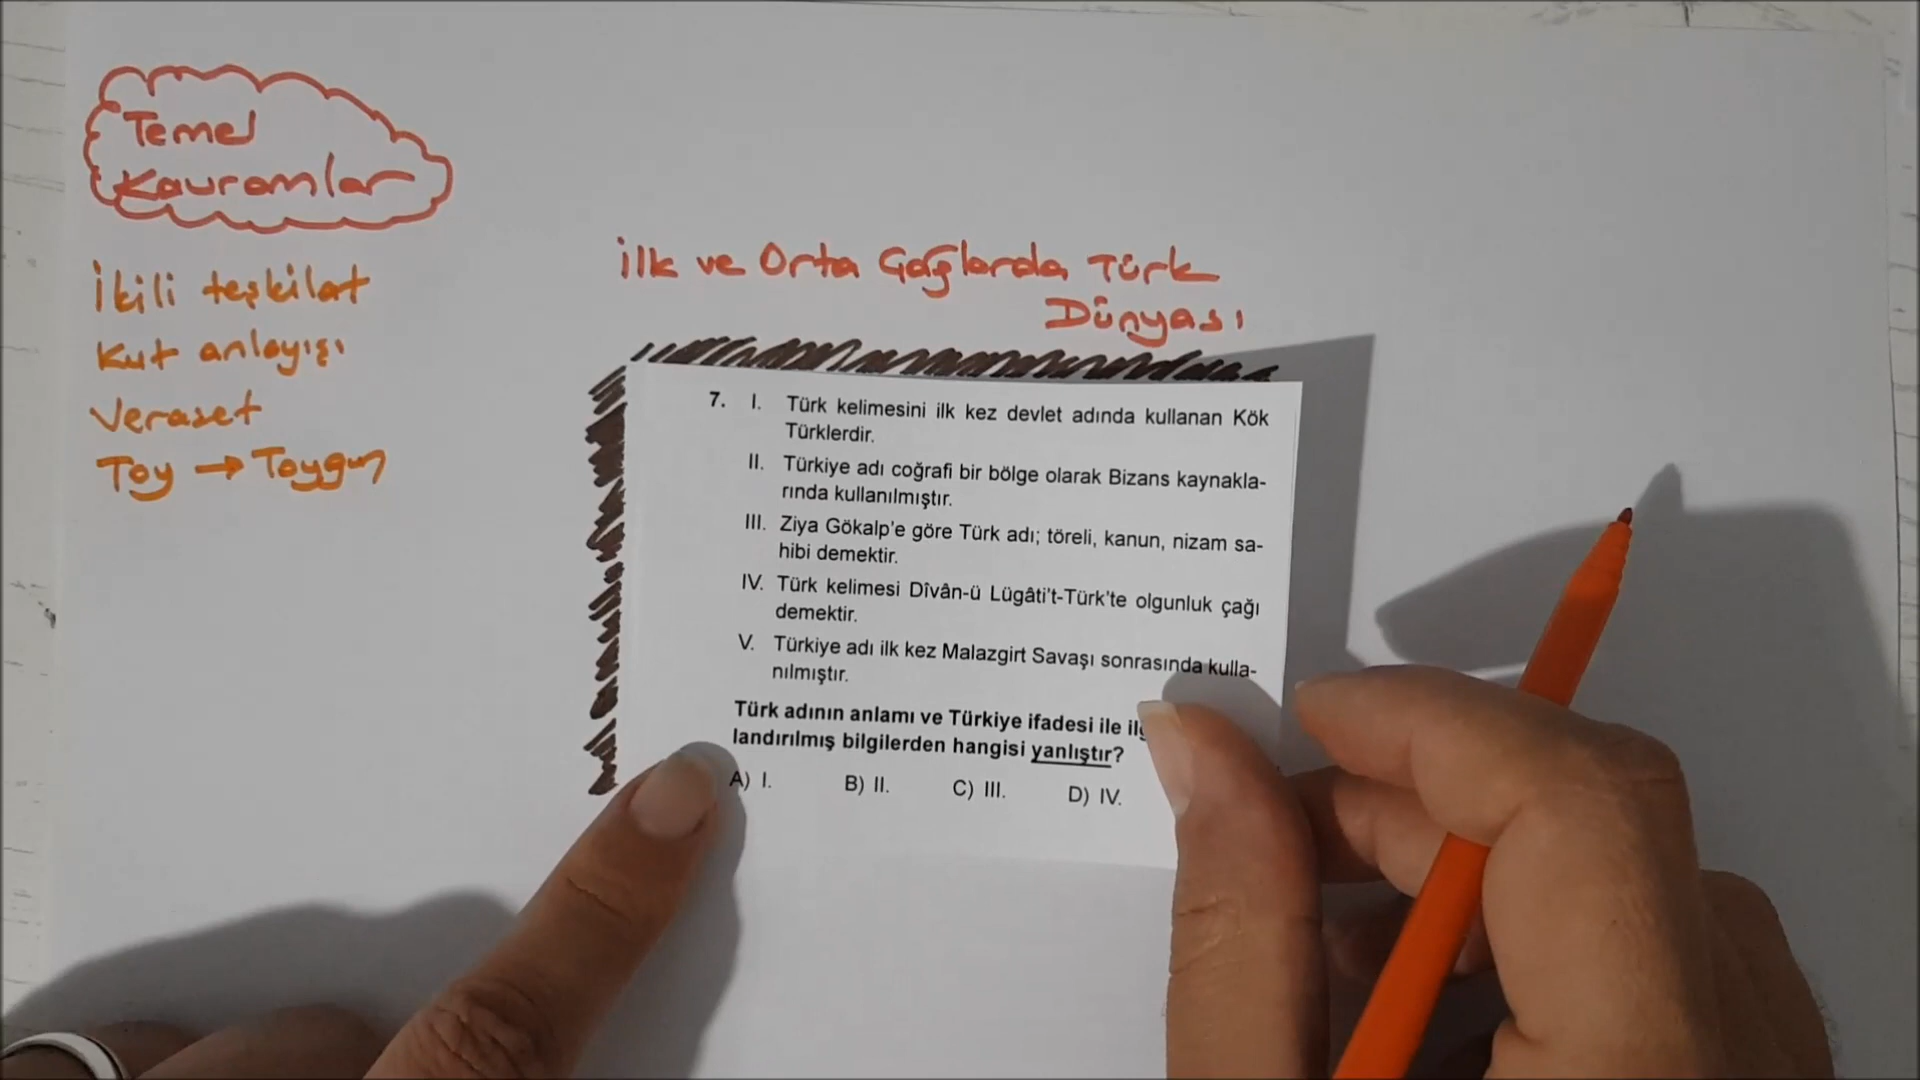 Temel
Kavramlar
İkili teşkilat
Kut anlayışı
Veraset
Toy → Toygun
İlk ve Orta Çağlarda Türk
Dünyası
7. I. Türk kelimesini ilk kez devlet adında kullanan Kök
Türklerdir.
II. Türkiye adı coğrafi bir bölge olarak Bizans kaynakla-
rında kullanılmıştır.
III. Ziya Gökalp'e göre Türk adı; töreli, kanun, nizam sa-
hibi demektir.
IV. Türk kelimesi Dîvân-ü Lügâti't-Türk'te olgunluk çağı
demektir.
V. Türkiye adı ilk kez Malazgirt Savaşı sonrasında kulla-
nılmıştır.
Türk adının anlamı ve Türkiye ifadesi ile
landırılmış bilgilerden hangisi yanlıştır?
A) I. B) II. C) III. D) IV.